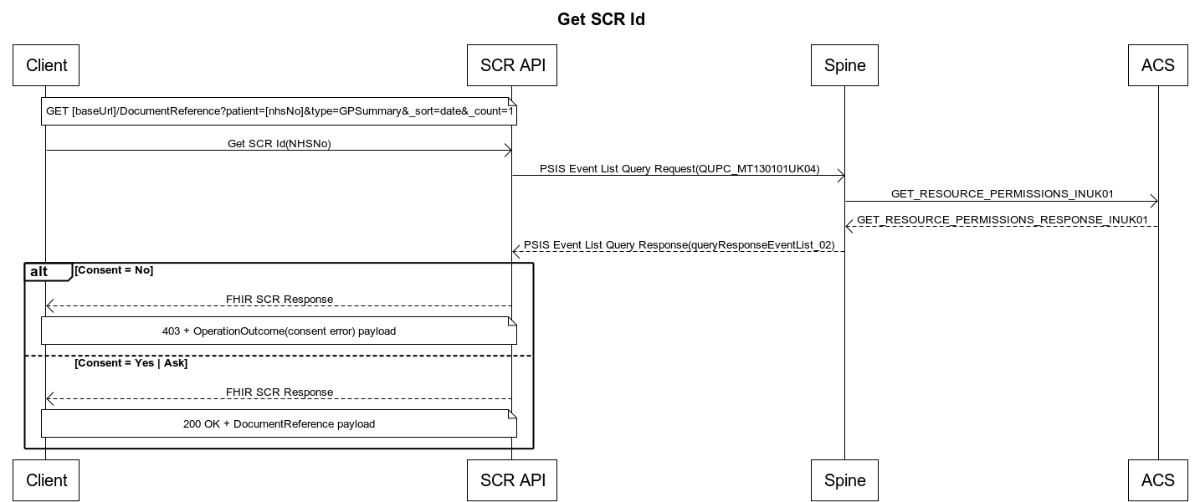 Get SCR Id
Client
SCR API
Spine
ACS
GET [baseUrl]/DocumentReference?patient=[nhsNo]&type=GPSummary&_sort=date&_count=1
Get SCR Id(NHSNo)
PSIS Event List Query Request(QUPC_MT130101UK04)
GET_RESOURCE_PERMISSIONS_INUK01
GET_RESOURCE_PERMISSIONS_RESPONSE_INUK01
PSIS Event List Query Response(queryResponseEventList_02)
alt [Consent = No]
FHIR SCR Response
403 + OperationOutcome(consent error) payload
[Consent = Yes | Ask]
FHIR SCR Response
200 OK + DocumentReference payload
Client
SCR API
Spine
ACS